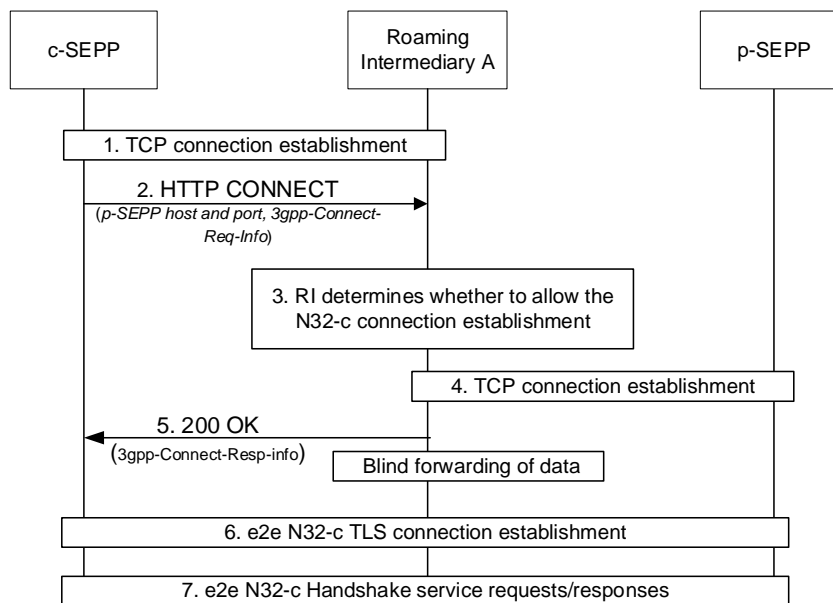 c-SEPP
Roaming
Intermediary A
p-SEPP
1. TCP connection establishment
2. HTTP CONNECT
(p-SEPP host and port, 3gpp-Connect-
Req-Info)
3. RI determines whether to allow the
N32-c connection establishment
4. TCP connection establishment
5. 200 OK
(3gpp-Connect-Resp-info)
Blind forwarding of data
6. e2e N32-c TLS connection establishment
7. e2e N32-c Handshake service requests/responses